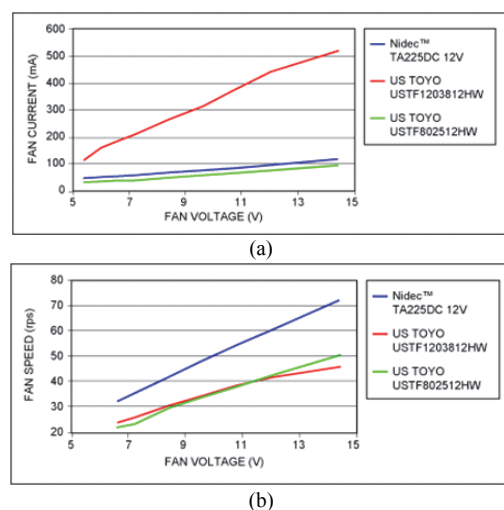 600
500
400
300
200
100
0
FAN CURRENT (mA)
5 7 9 11 13 15
FAN VOLTAGE (V)
Nidec™
TA225DC 12V
US TOYO
USTF1203812HW
US TOYO
USTF802512HW
(a)
80
70
60
50
40
30
20
FAN SPEED (rps)
5 7 9 11 13 15
FAN VOLTAGE (V)
Nidec™
TA225DC 12V
US TOYO
USTF1203812HW
US TOYO
USTF802512HW
(b)